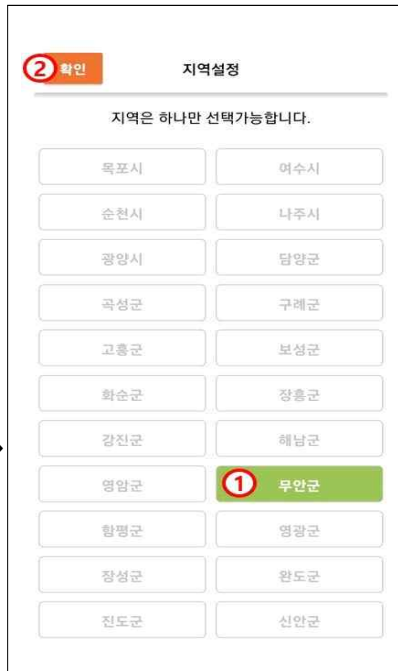 ② 확인 지역설정
지역은 하나만 선택가능합니다.
목포시 여수시
순천시 나주시
광양시 담양군
곡성군 구례군
고흥군 보성군
화순군 장흥군
강진군 해남군
영암군 ① 무안군
함평군 영광군
장성군 완도군
진도군 신안군